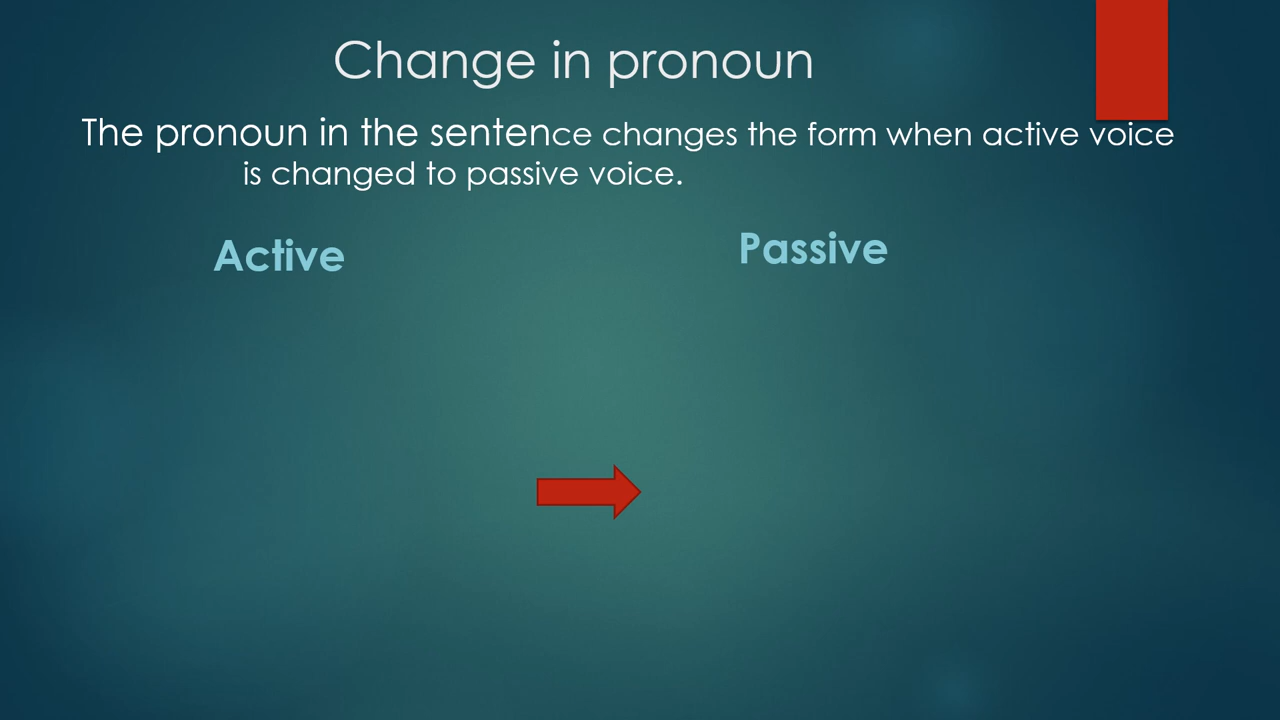 Change in pronoun
The pronoun in the sentence changes the form when active voice
is changed to passive voice.
Active
Passive